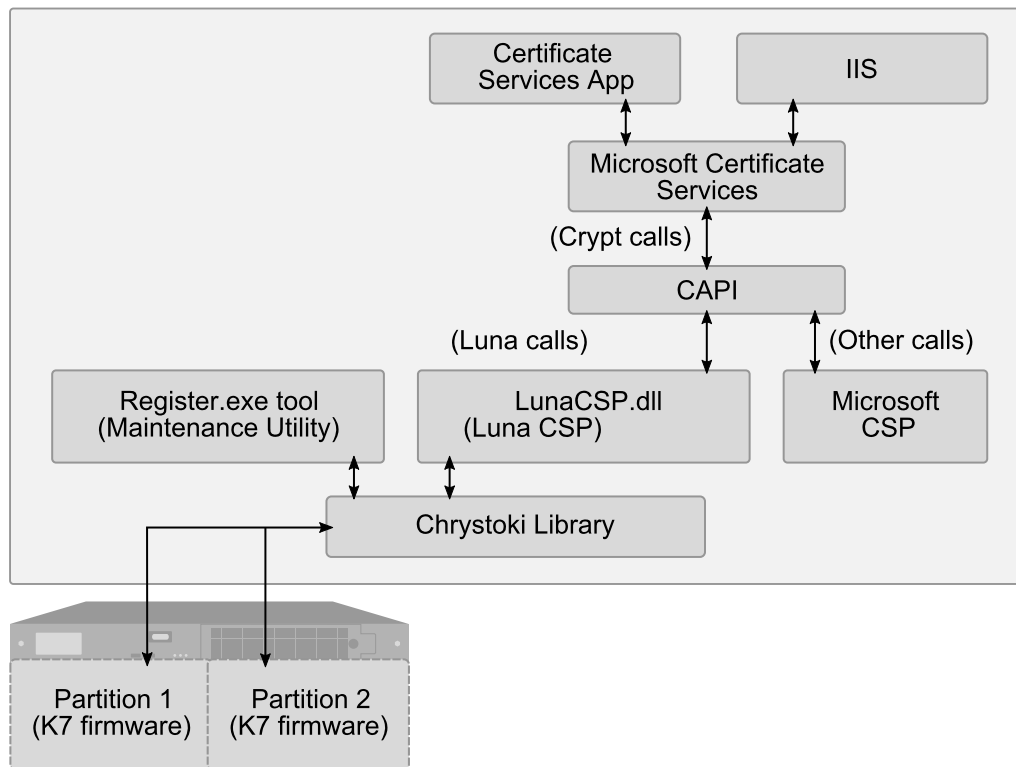 Certificate
Services App
IIS
Microsoft Certificate
Services
(Crypt calls)
CAPI
(Luna calls)
(Other calls)
Register.exe tool
(Maintenance Utility)
LunaCSP.dll
(Luna CSP)
Microsoft
CSP
Chrystoki Library
Partition 1
(K7 firmware)
Partition 2
(K7 firmware)